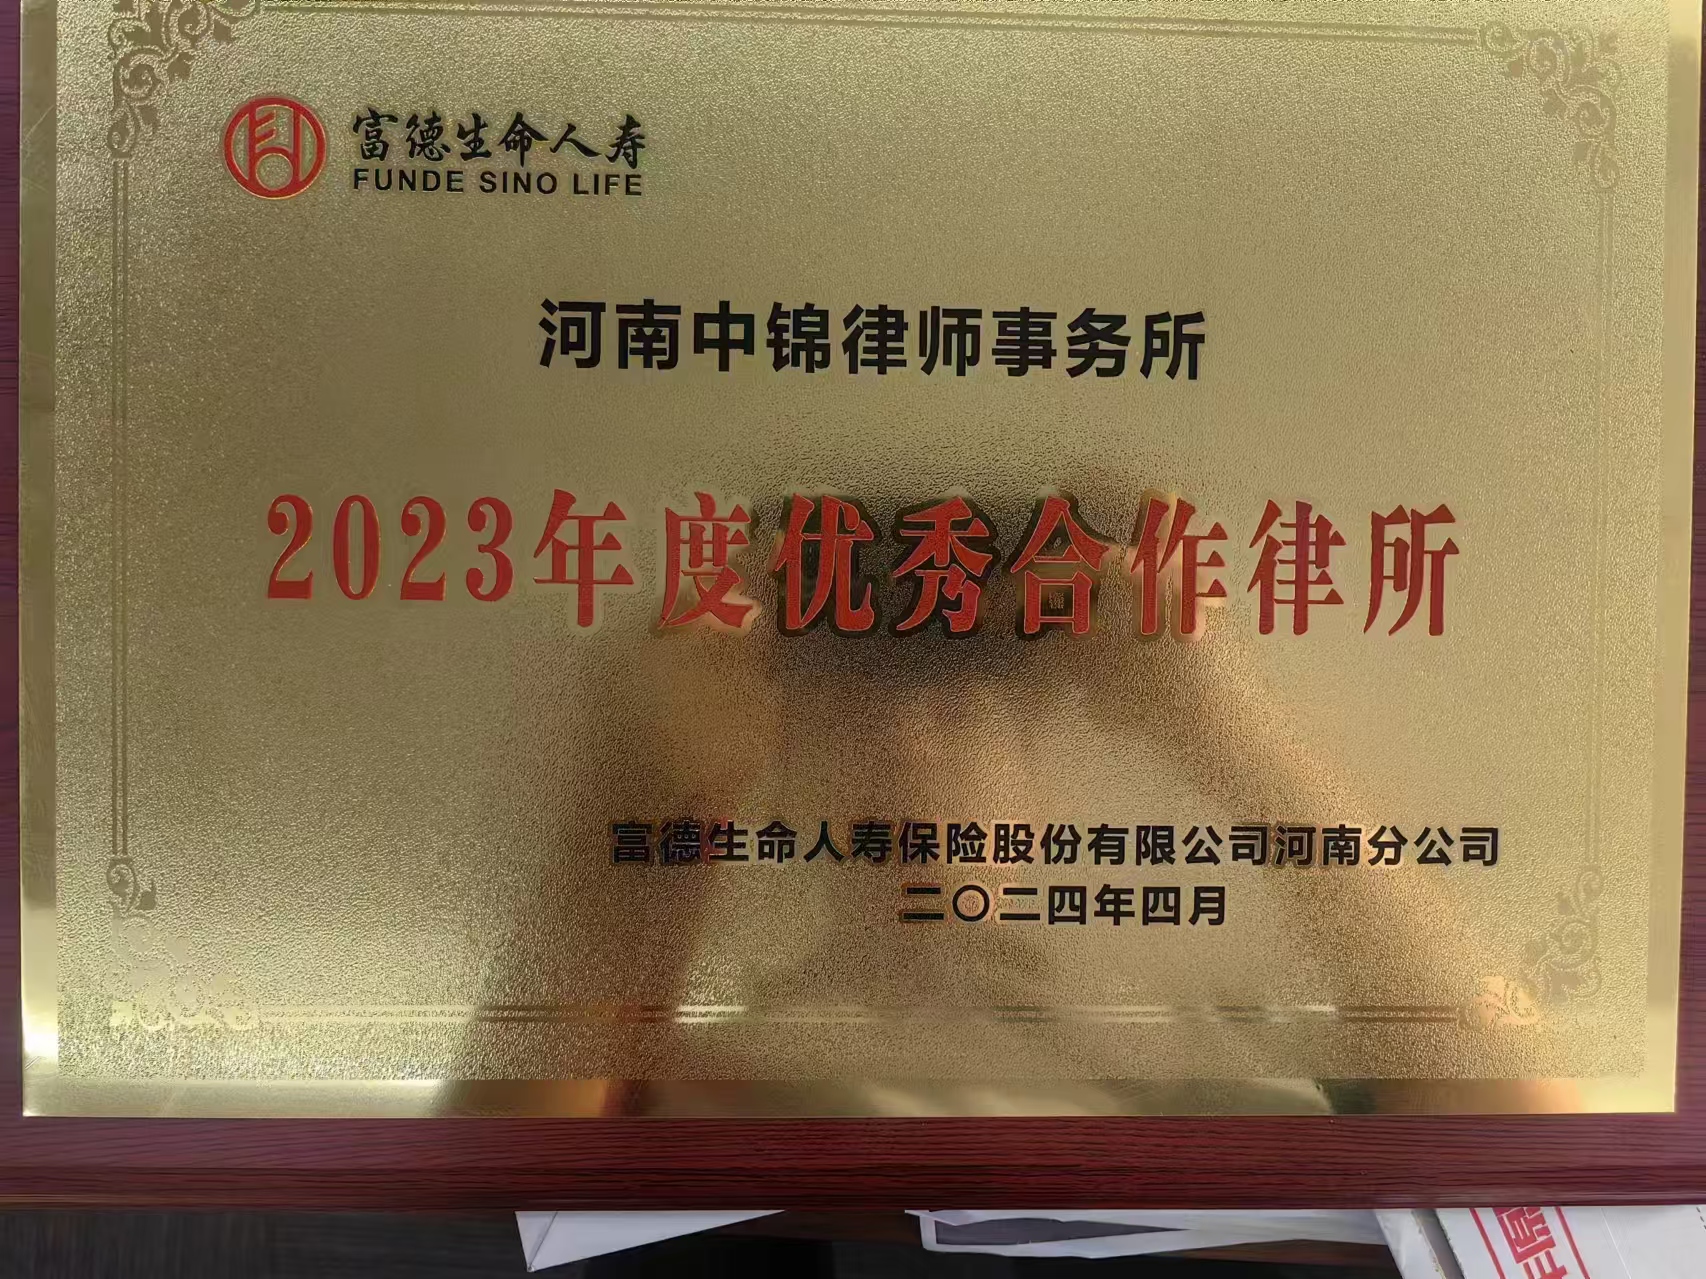 富德生命人寿
FUNDE SINO LIFE
河南中锦律师事务所
2023年度优秀合作律所
富德生命人寿保险股份有限公司河南分公司
二〇二四年四月